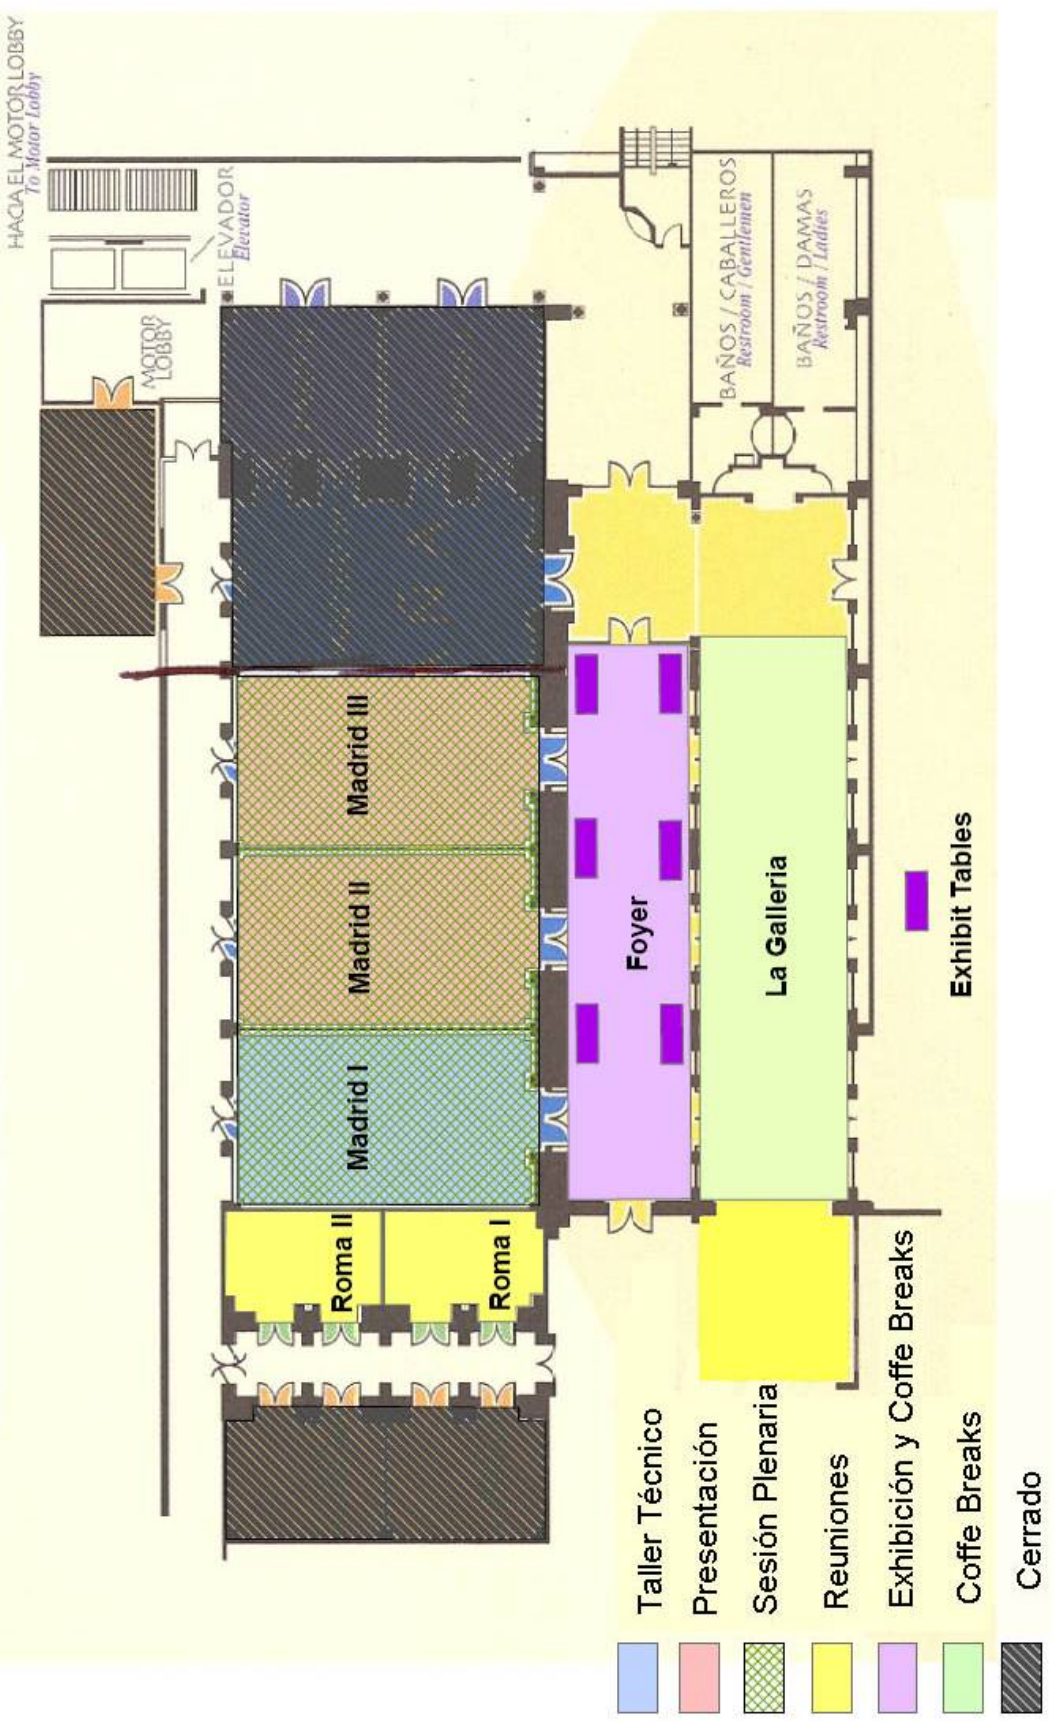 HACIA EL MOTOR LOBBY
To Motor Lobby
ELEVADOR
Elevator
MOTOR
LOBBY
BAÑOS / CABALLEROS
Restroom / Gentlemen
BAÑOS / DAMAS
Restroom / Ladies
Roma II
Roma I
Madrid I
Madrid II
Madrid III
Foyer
La Galleria
Exhibit Tables
Taller Técnico
Presentación
Sesión Plenaria
Reuniones
Exhibición y Coffe Breaks
Coffe Breaks
Cerrado